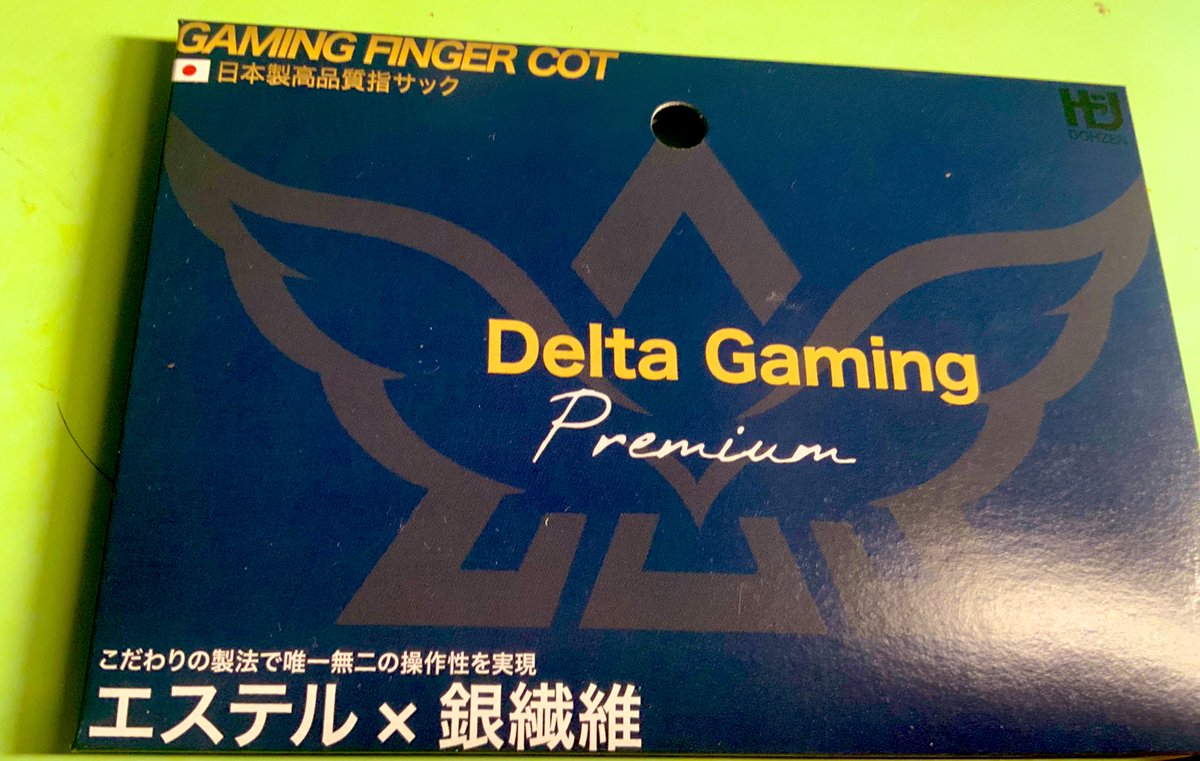 GAMING FINGER COT
日本製高品質指サック
DOHZEN
Delta Gaming
Premium
こだわりの製法で唯一無二の操作性を実現
エステル×銀繊維